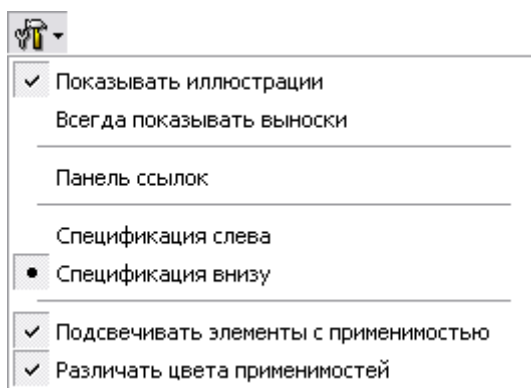 Показывать иллюстрации
Всегда показывать выноски
Панель ссылок
Спецификация слева
Спецификация внизу
Подсвечивать элементы с применимостью
Различать цвета применимостей